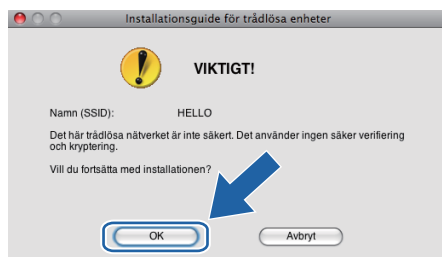 Installationsguide för trådlösa enheter
VIKTIGT!
Namn (SSID): HELLO
Det här trådlösa nätverket är inte säkert. Det använder ingen säker verifiering
och kryptering.
Vill du fortsätta med installationen?
OK Avbryt